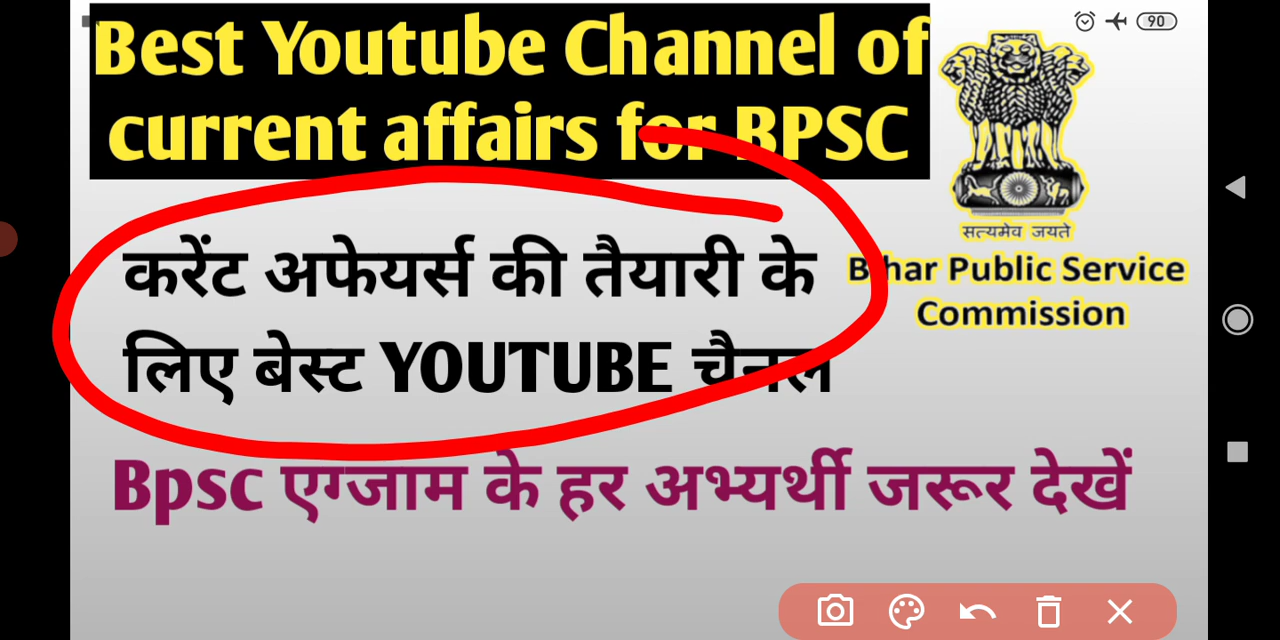 Best Youtube Channel of
current affairs for BPSC
90
सत्यमेव जयते
Bihar Public Service
Commission
करेंट अफेयर्स की तैयारी के
लिए बेस्ट YOUTUBE चैनल
Bpsc एग्जाम के हर अभ्यर्थी जरूर देखें